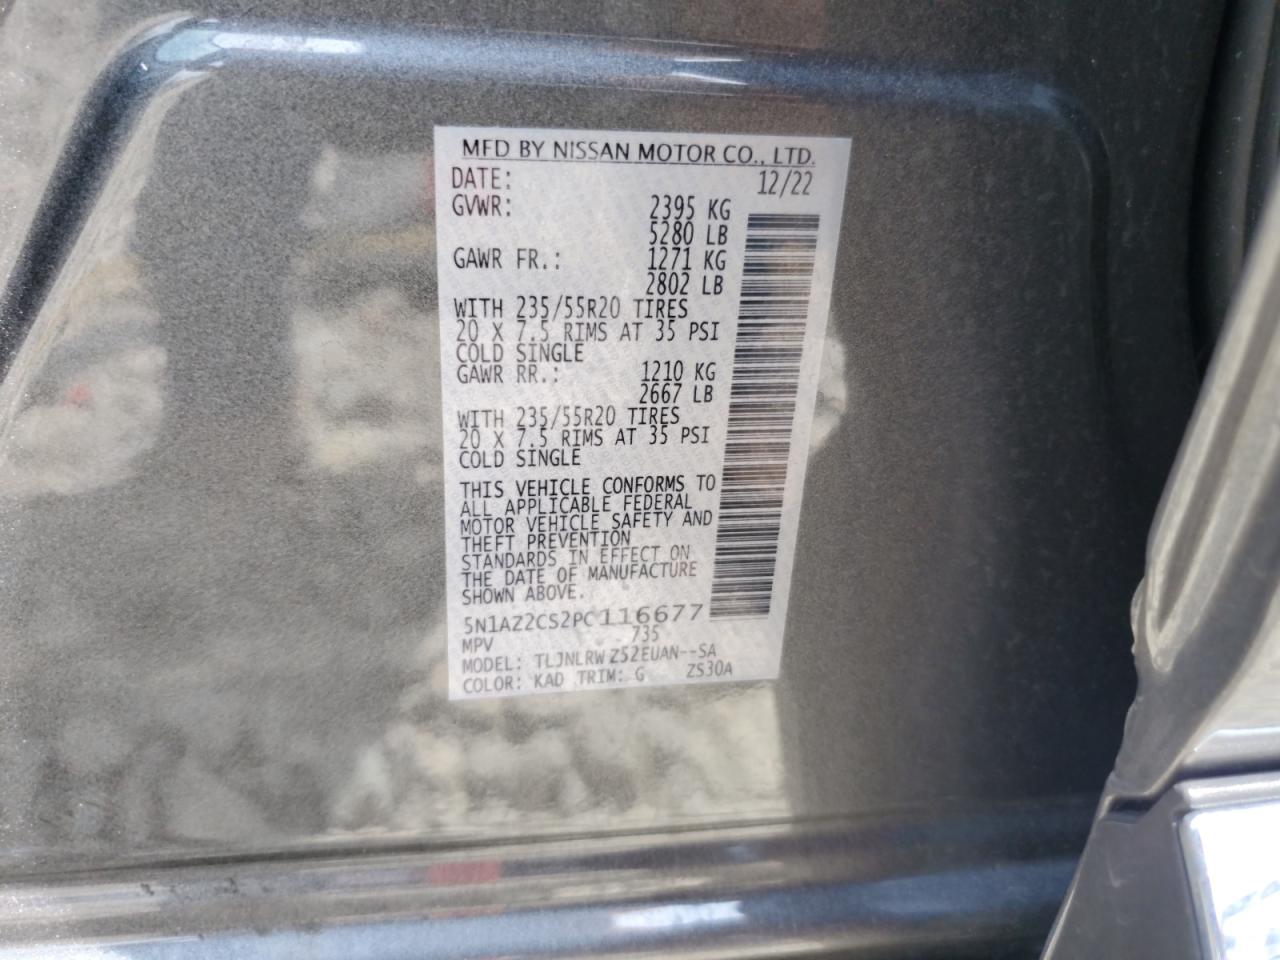 MFD BY NISSAN MOTOR CO., LTD.
DATE: 12/22
GVWR: 2395 KG
5280 LB
GAWR FR.: 1271 KG
2802 LB
WITH 235/55R20 TIRES
20 X 7.5 RIMS AT 35 PSI
COLD SINGLE
GAWR RR.: 1210 KG
2667 LB
WITH 235/55R20 TIRES
20 X 7.5 RIMS AT 35 PSI
COLD SINGLE
THIS VEHICLE CONFORMS TO
ALL APPLICABLE FEDERAL
MOTOR VEHICLE SAFETY AND
THEFT PREVENTION
STANDARDS IN EFFECT ON
THE DATE OF MANUFACTURE
SHOWN ABOVE.
5N1AZ2CS2PC116677
MPV 735
MODEL: TLJNLRW Z52EUAN--SA
COLOR: KAD TRIM: G ZS30A